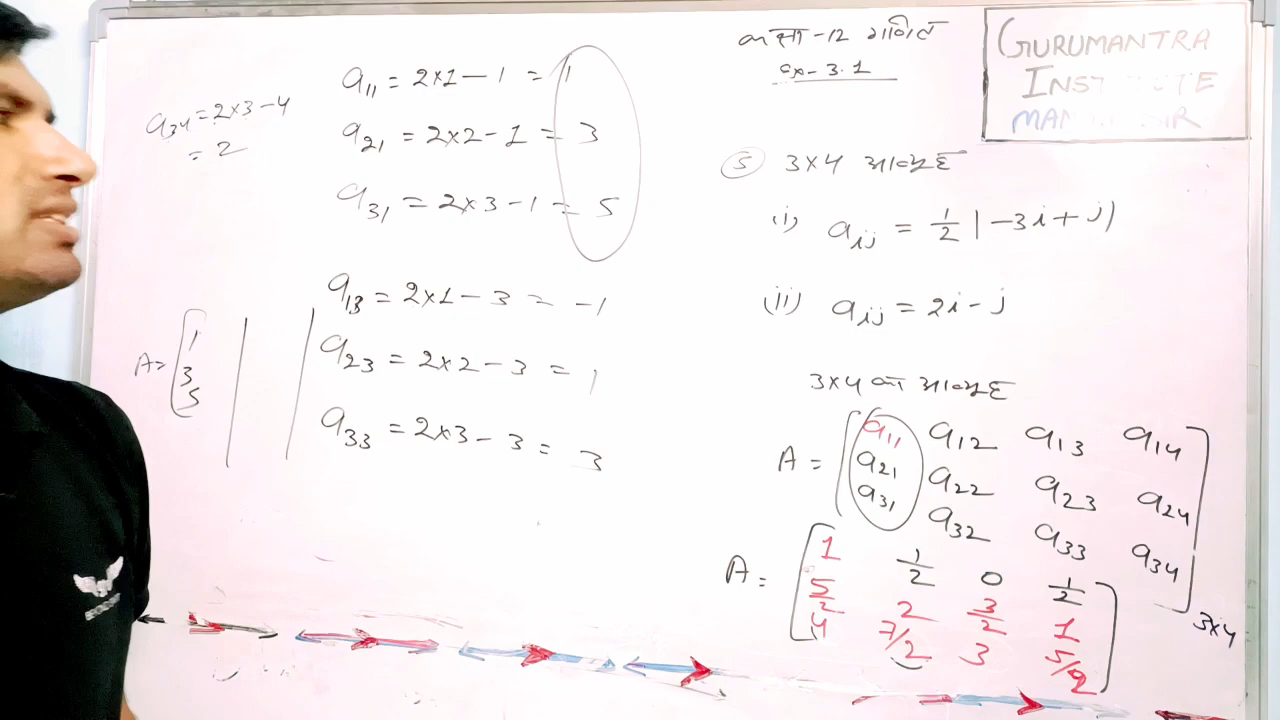 कक्षा-12 गणित
ex-3.1
GURUMANTRA
INSTITUTE
⑤ 3×4 आव्यूह
(i) aᵢⱼ = 1/2 |-3i+j|
(ii) aᵢⱼ = 2i-j
3×4 का आव्यूह
A = [a₁₁ a₁₂ a₁₃ a₁₄
a₂₁ a₂₂ a₂₃ a₂₄
a₃₁ a₃₂ a₃₃ a₃₄] 3×4
A = [1 1/2 0 1/2
5/2 2 3/2 1
4 7/2 3 5/2]
a₁₁ = 2×1-1 = 1
a₂₁ = 2×2-1 = 3
a₃₁ = 2×3-1 = 5
a₁₃ = 2×1-3 = -1
a₂₃ = 2×2-3 = 1
a₃₃ = 2×3-3 = 3
a₃₄=2×3-4
= 2
A= [1
3
5